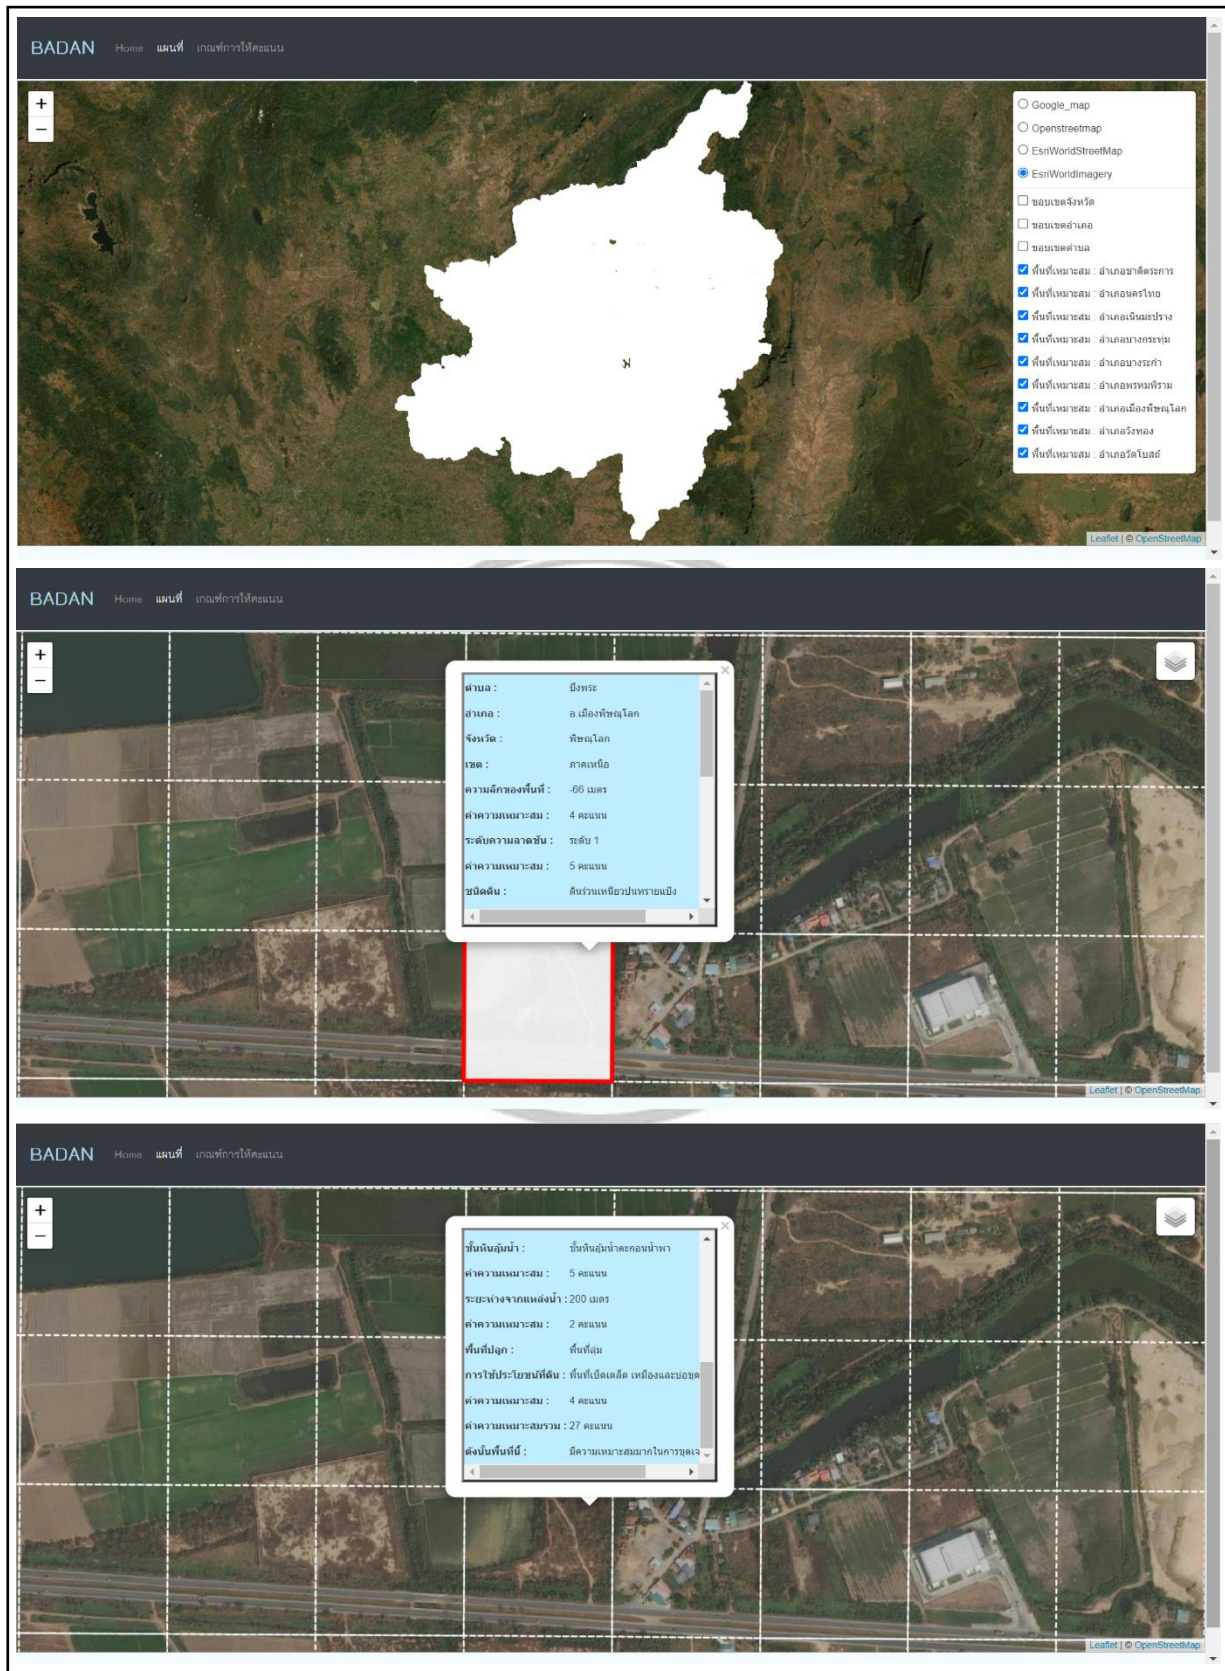 BADAN Home แผนที่ เกณฑ์การให้คะแนน
+
−
Google_map
Openstreetmap
EsriWorldStreetMap
EsriWorldImagery
ขอบเขตจังหวัด
ขอบเขตอำเภอ
ขอบเขตตำบล
พื้นที่เหมาะสม : อำเภอชาติตระการ
พื้นที่เหมาะสม : อำเภอนครไทย
พื้นที่เหมาะสม : อำเภอเนินมะปราง
พื้นที่เหมาะสม : อำเภอบางกระทุ่ม
พื้นที่เหมาะสม : อำเภอบางระกำ
พื้นที่เหมาะสม : อำเภอพรหมพิราม
พื้นที่เหมาะสม : อำเภอเมืองพิษณุโลก
พื้นที่เหมาะสม : อำเภอวังทอง
พื้นที่เหมาะสม : อำเภอวัดโบสถ์
Leaflet | © OpenStreetMap
BADAN Home แผนที่ เกณฑ์การให้คะแนน
+
−
×
ตำบล : บึงพระ
อำเภอ : อ.เมืองพิษณุโลก
จังหวัด : พิษณุโลก
เขต : ภาคเหนือ
ความลึกของพื้นที่ : -66 เมตร
ค่าความเหมาะสม : 4 คะแนน
ระดับความลาดชัน : ระดับ 1
ค่าความเหมาะสม : 5 คะแนน
ชนิดดิน : ดินร่วนเหนียวปนทรายแป้ง
Leaflet | © OpenStreetMap
BADAN Home แผนที่ เกณฑ์การให้คะแนน
+
−
×
ชั้นหินอุ้มน้ำ : ชั้นหินอุ้มน้ำตะกอนน้ำพา
ค่าความเหมาะสม : 5 คะแนน
ระยะห่างจากแหล่งน้ำ : 200 เมตร
ค่าความเหมาะสม : 2 คะแนน
พื้นที่ปลูก : พื้นที่ลุ่ม
การใช้ประโยชน์ที่ดิน : พื้นที่เบ็ดเตล็ด เหมืองและบ่อขุด
ค่าความเหมาะสม : 4 คะแนน
ค่าความเหมาะสมรวม : 27 คะแนน
ดังนั้นพื้นที่นี้ : มีความเหมาะสมมากในการขุดเจ
Leaflet | © OpenStreetMap